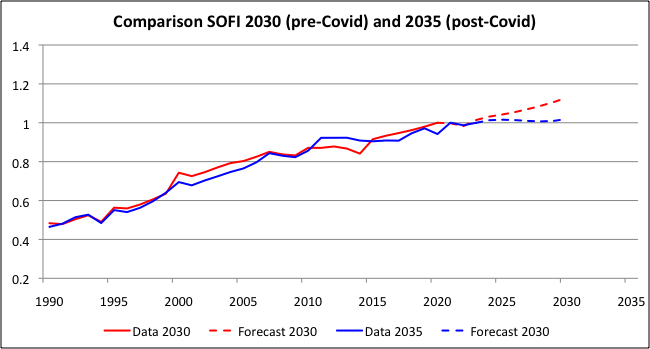 Comparison SOFI 2030 (pre-Covid) and 2035 (post-Covid)
1.4
1.2
1
0.8
0.6
0.4
0.2
1990 1995 2000 2005 2010 2015 2020 2025 2030 2035
Data 2030 Forecast 2030 Data 2035 Forecast 2030